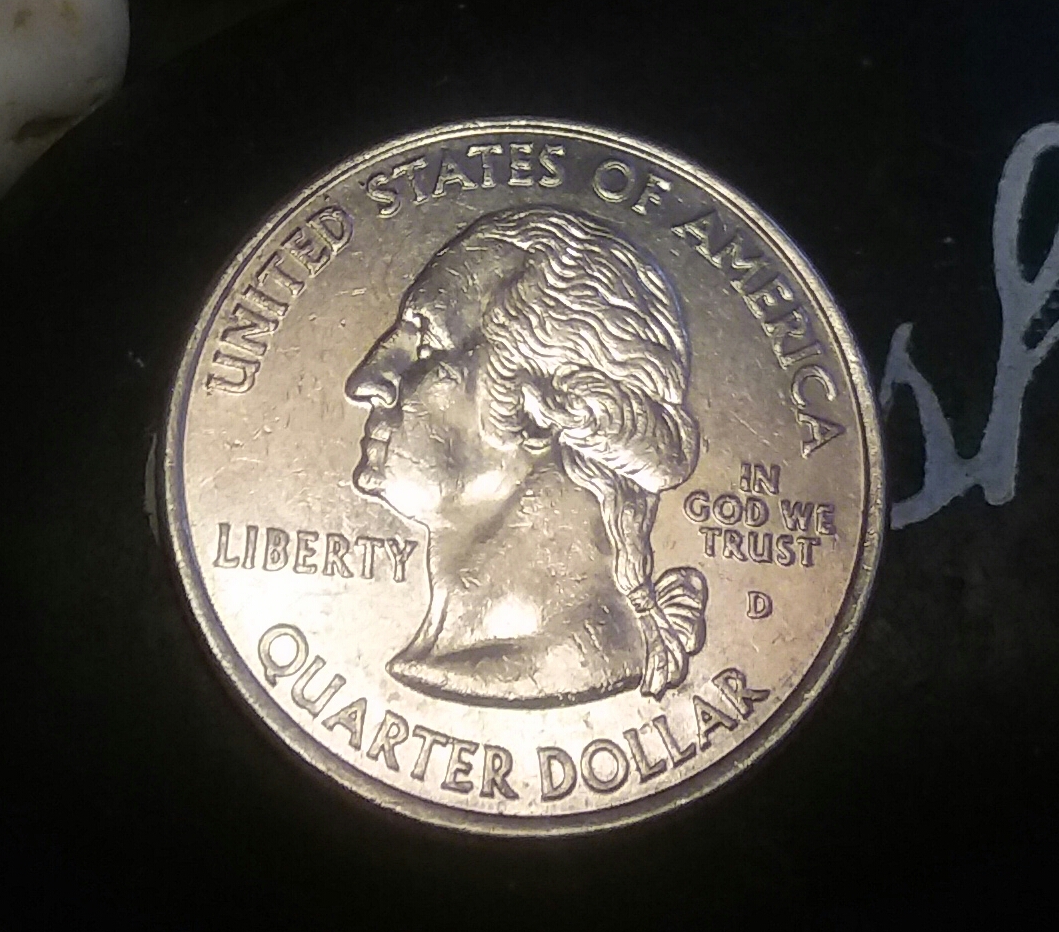 UNITED STATES OF AMERICA
LIBERTY
IN
GOD WE
TRUST
D
QUARTER DOLLAR